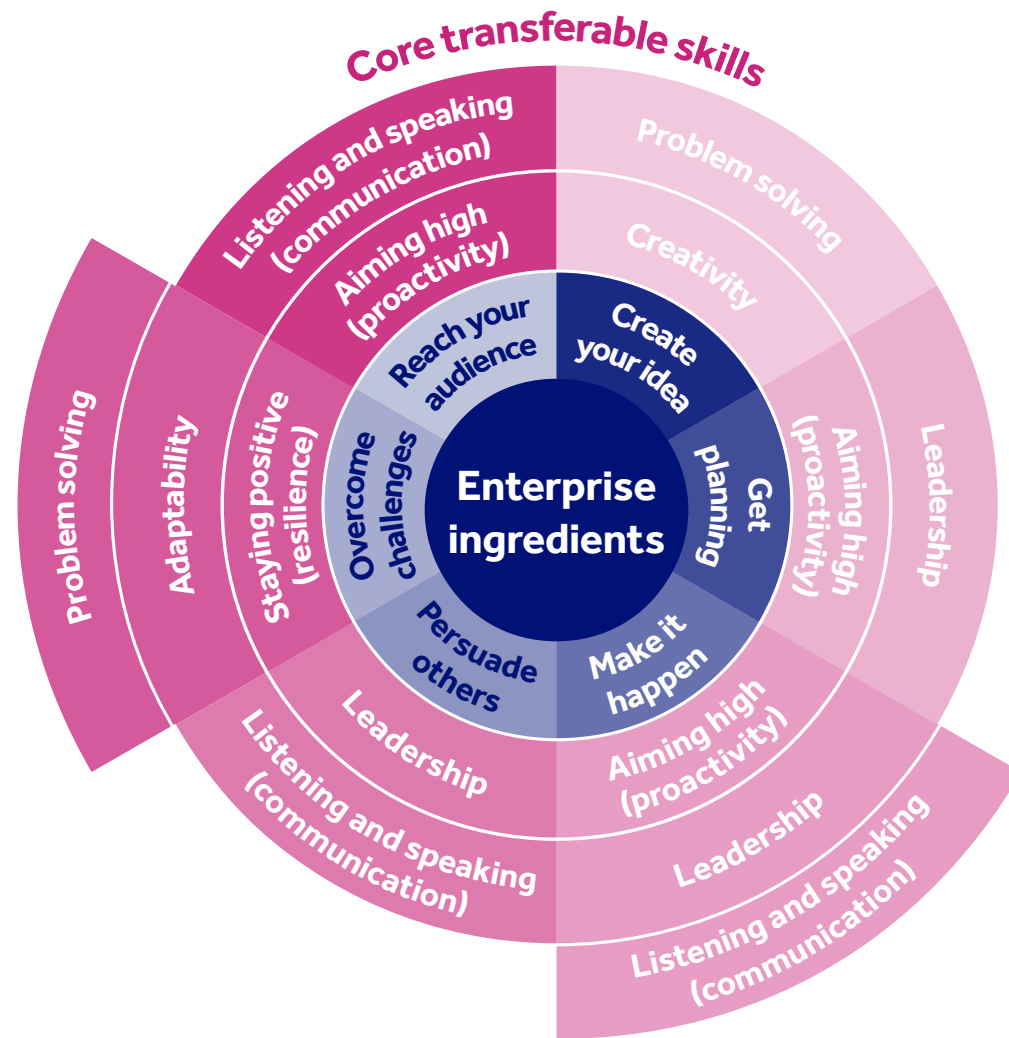 Core transferable skills
Enterprise
ingredients
Create
your idea
Creativity
Problem solving
Get
planning
Aiming high
(proactivity)
Leadership
Make it
happen
Aiming high
(proactivity)
Leadership
Listening and speaking
(communication)
Persuade
others
Leadership
Listening and speaking
(communication)
Overcome
challenges
Staying positive
(resilience)
Adaptability
Problem solving
Reach your
audience
Aiming high
(proactivity)
Listening and speaking
(communication)